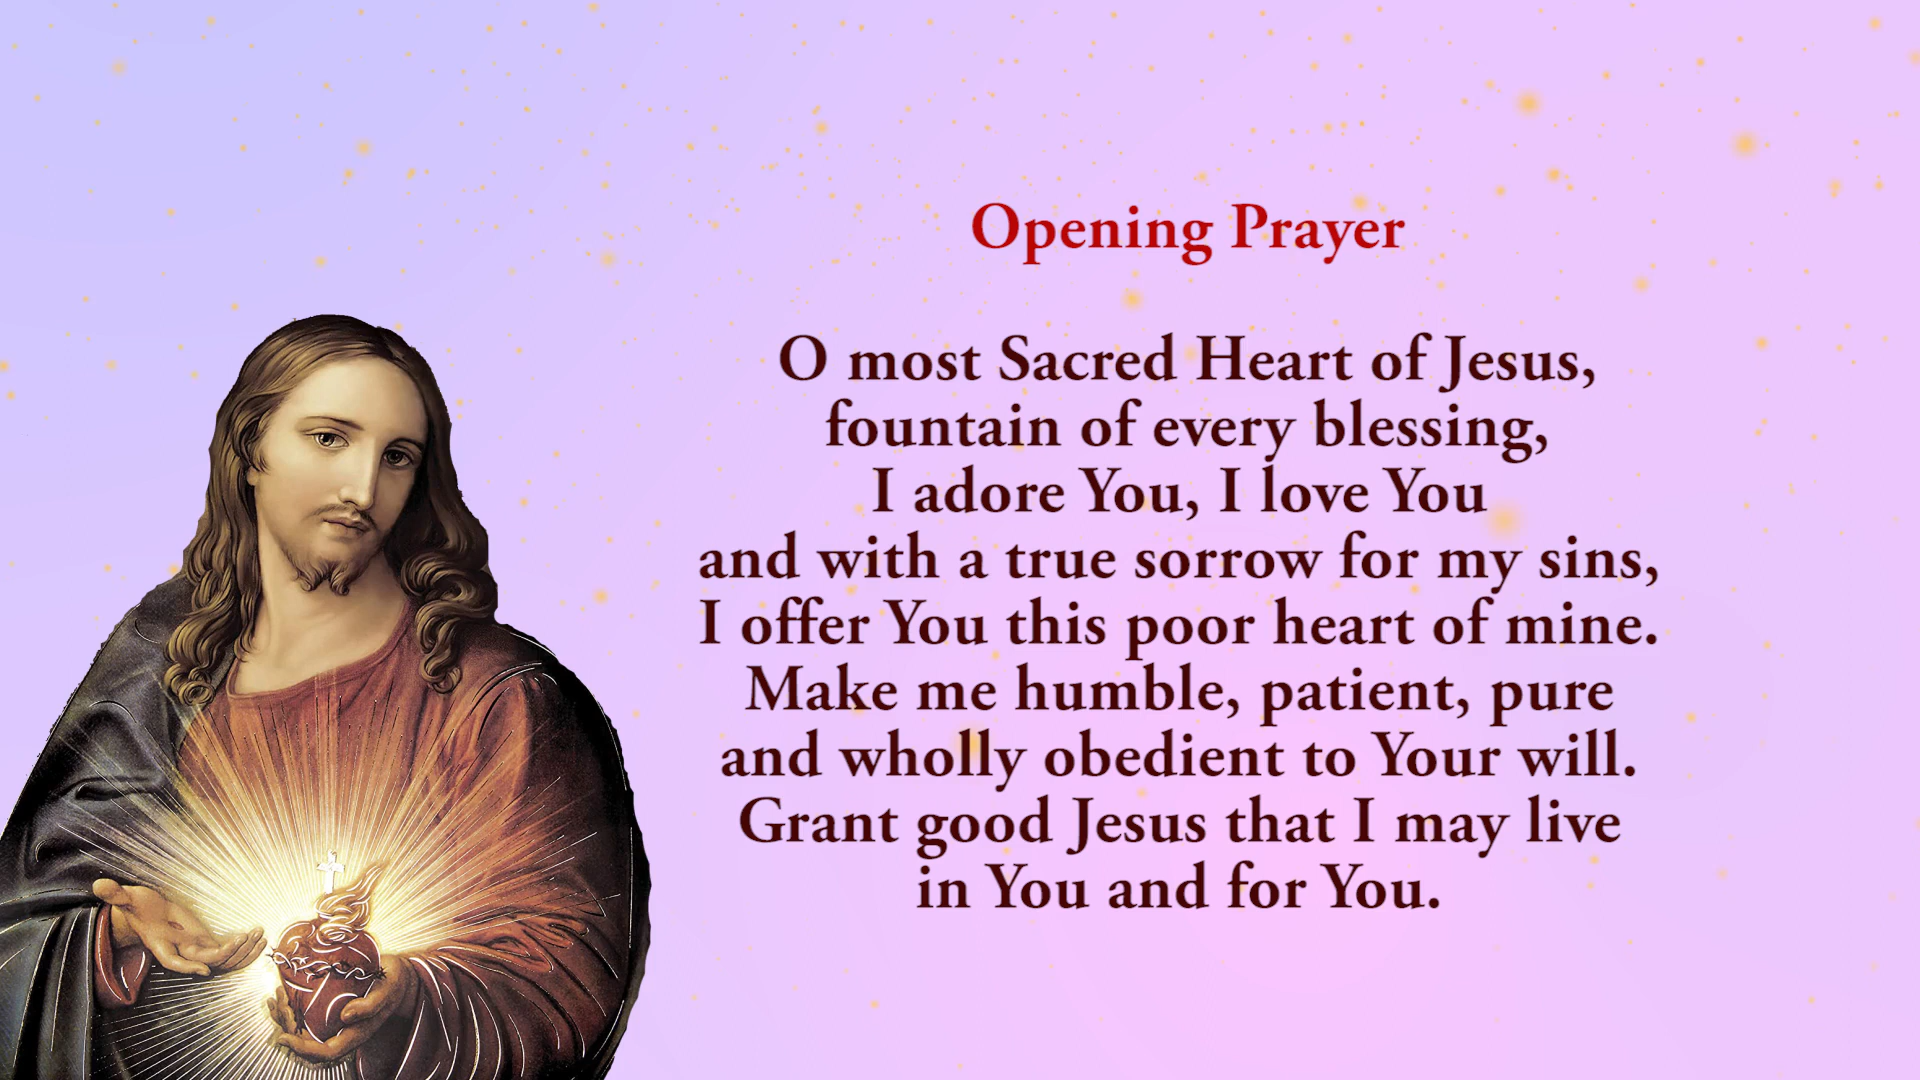 Opening Prayer
O most Sacred Heart of Jesus,
fountain of every blessing,
I adore You, I love You
and with a true sorrow for my sins,
I offer You this poor heart of mine.
Make me humble, patient, pure
and wholly obedient to Your will.
Grant good Jesus that I may live
in You and for You.